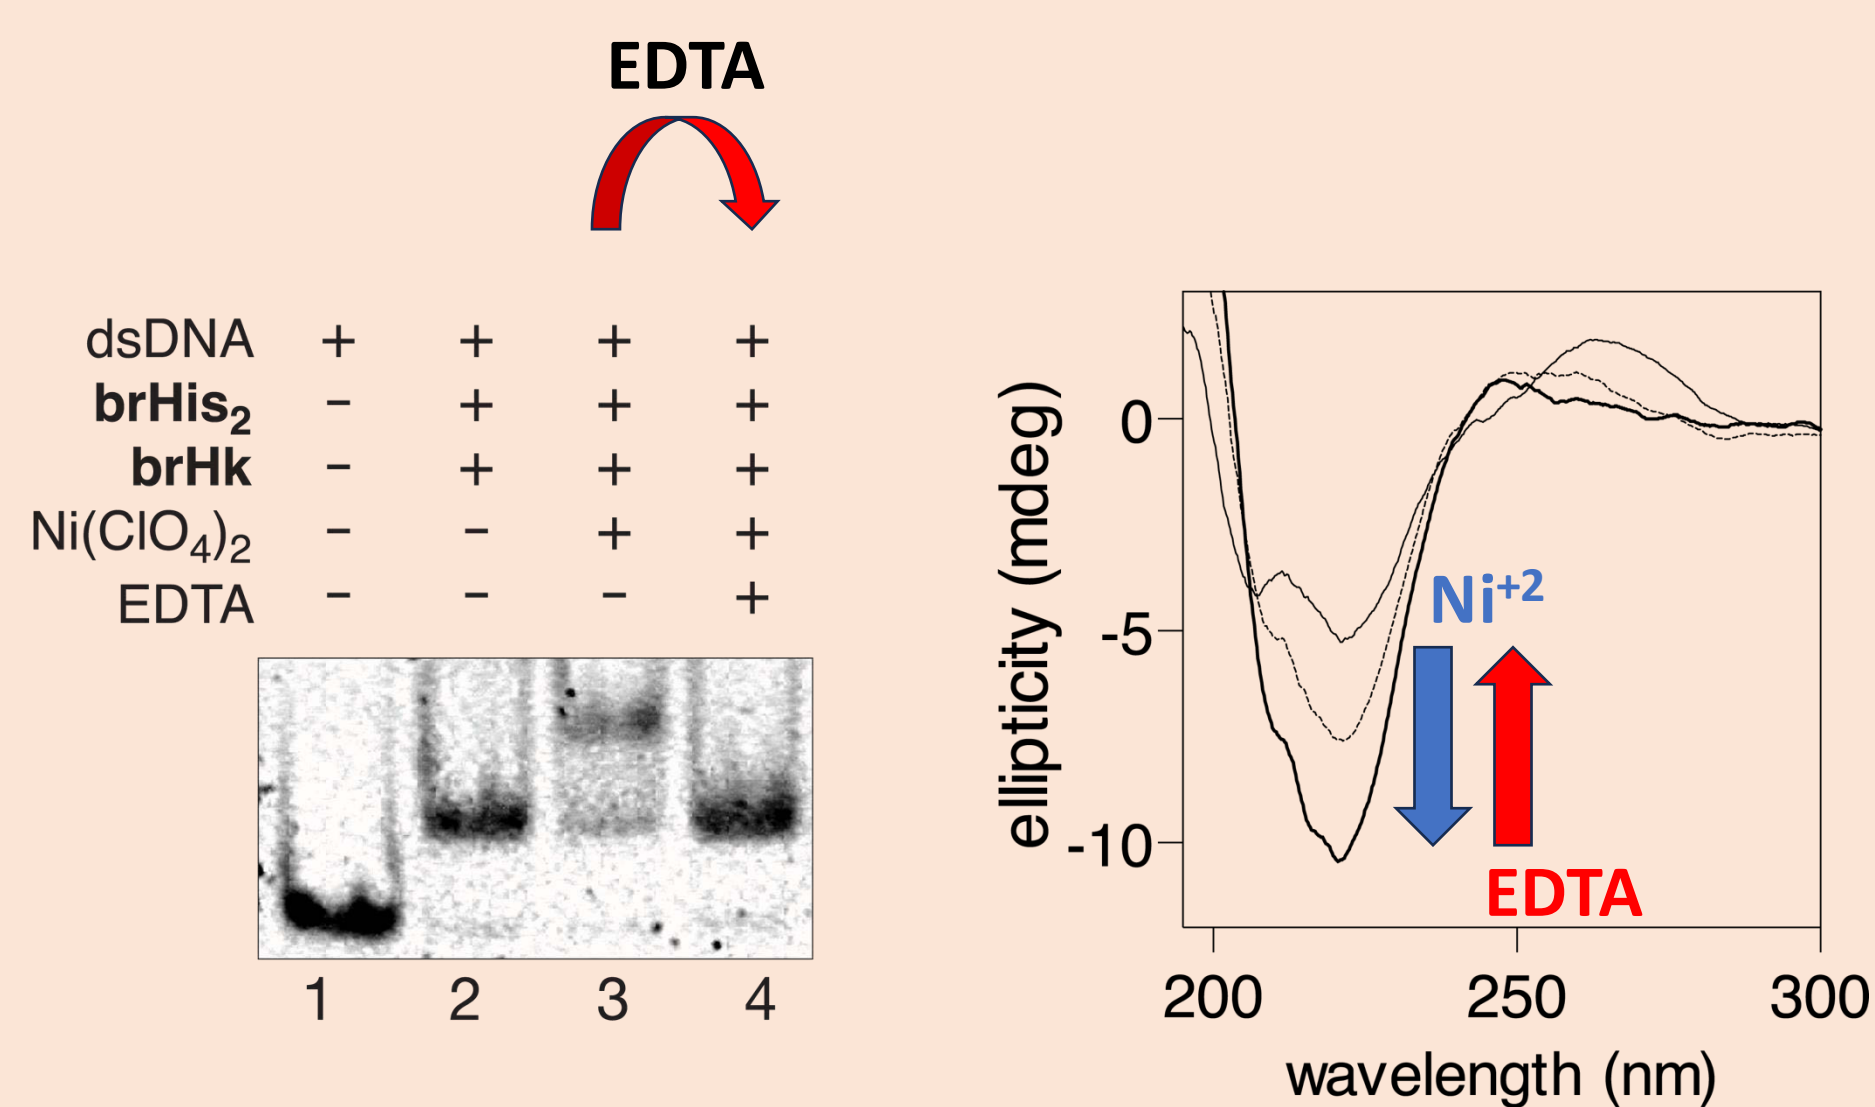 EDTA
dsDNA + + + +
brHis₂ − + + +
brHk − + + +
Ni(ClO₄)₂ − − + +
EDTA − − − +
1 2 3 4
ellipticity (mdeg)
0
-5
-10
Ni⁺²
EDTA
200 250 300
wavelength (nm)